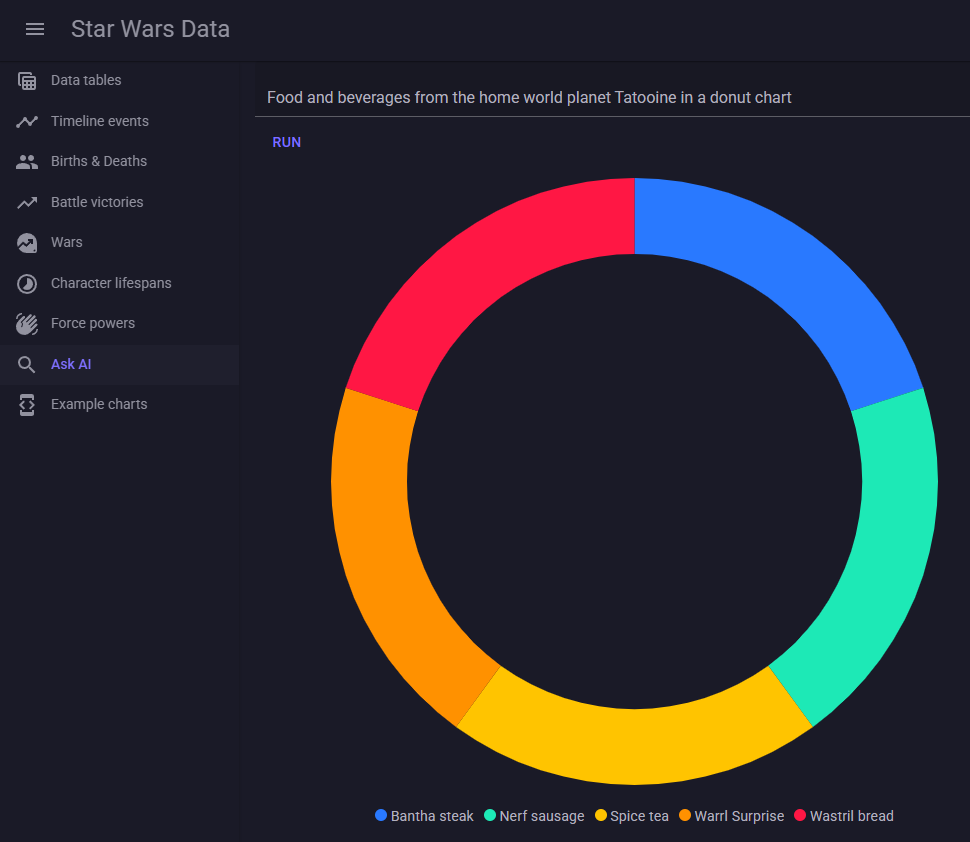 Star Wars Data
Data tables
Timeline events
Births & Deaths
Battle victories
Wars
Character lifespans
Force powers
Ask AI
Example charts
Food and beverages from the home world planet Tatooine in a donut chart
RUN
Bantha steak Nerf sausage Spice tea Warrl Surprise Wastril bread